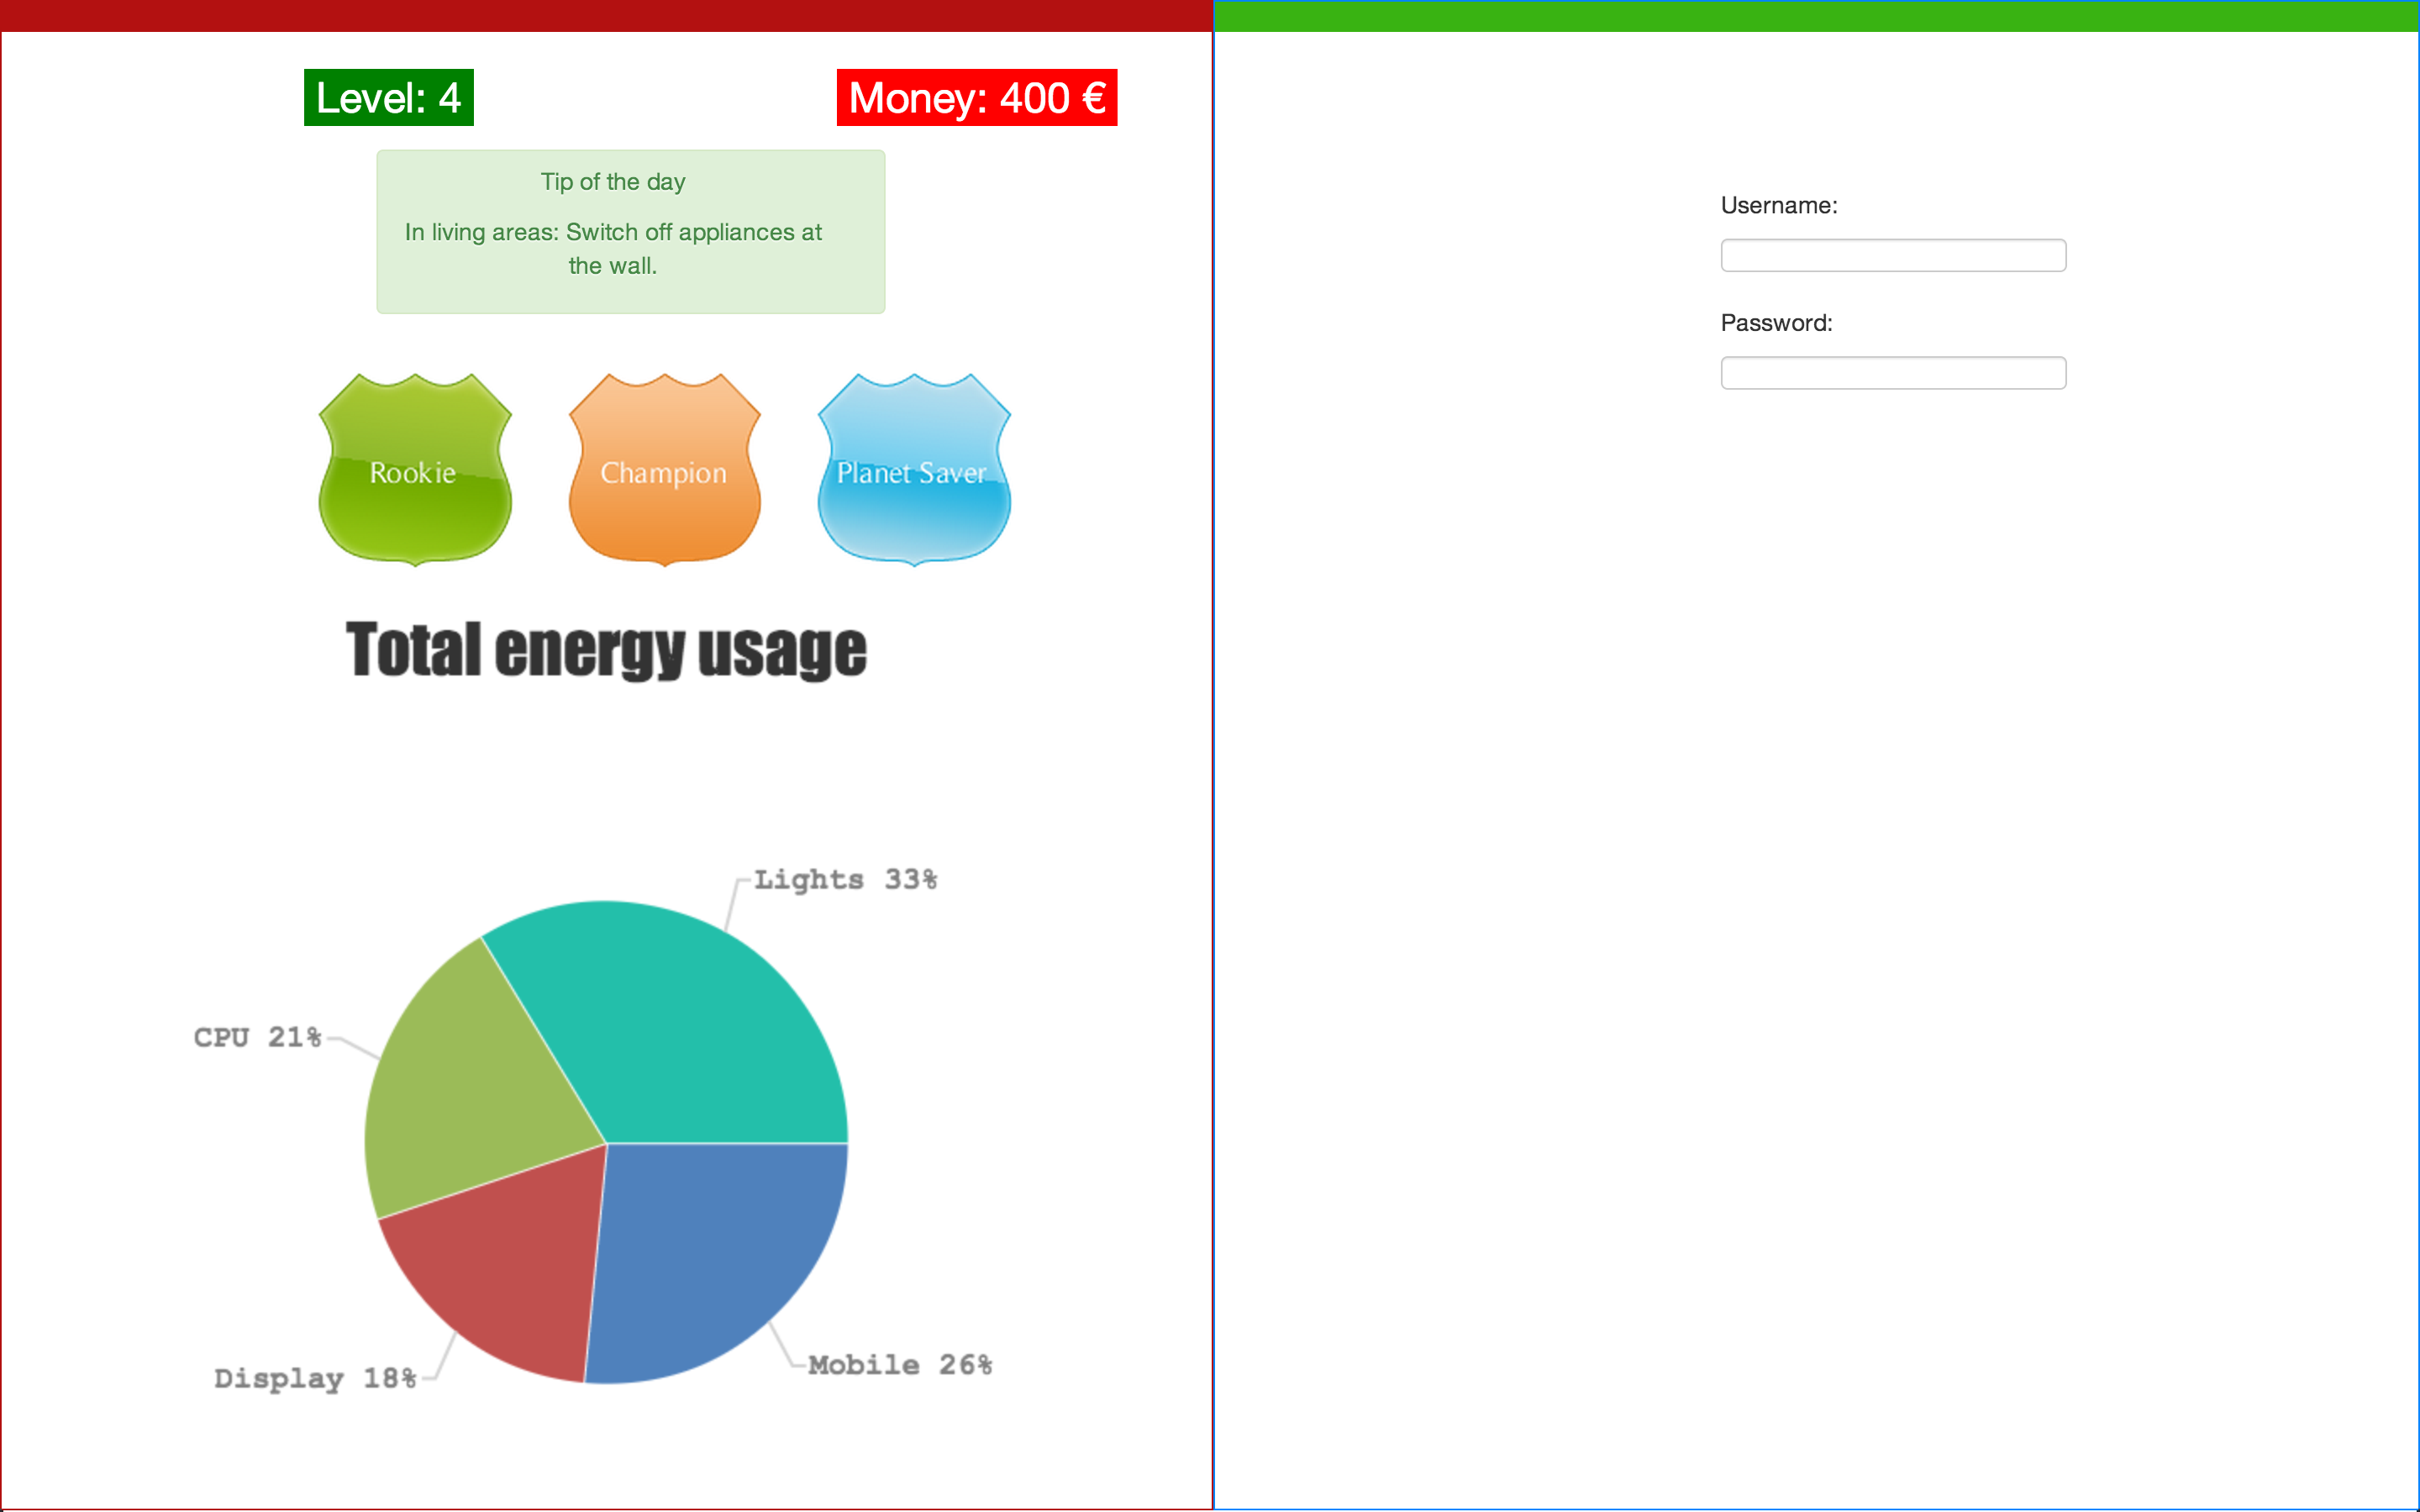 Level: 4
Money: 400 €
Tip of the day
In living areas: Switch off appliances at
the wall.
Rookie
Champion
Planet Saver
Total energy usage
Lights 33%
CPU 21%
Display 18%
Mobile 26%
Username:
Password: